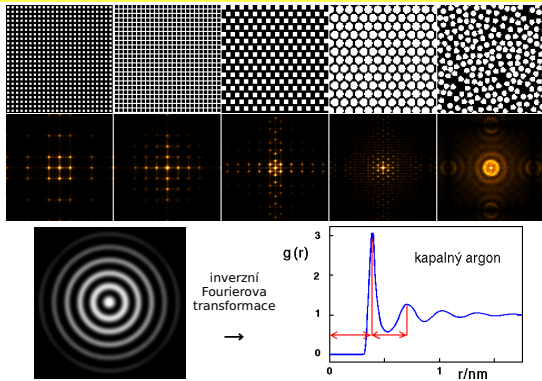 inverzní
Fourierova
transformace
→
g(r)
3
2
1
0
kapalný argon
0
1
r/nm